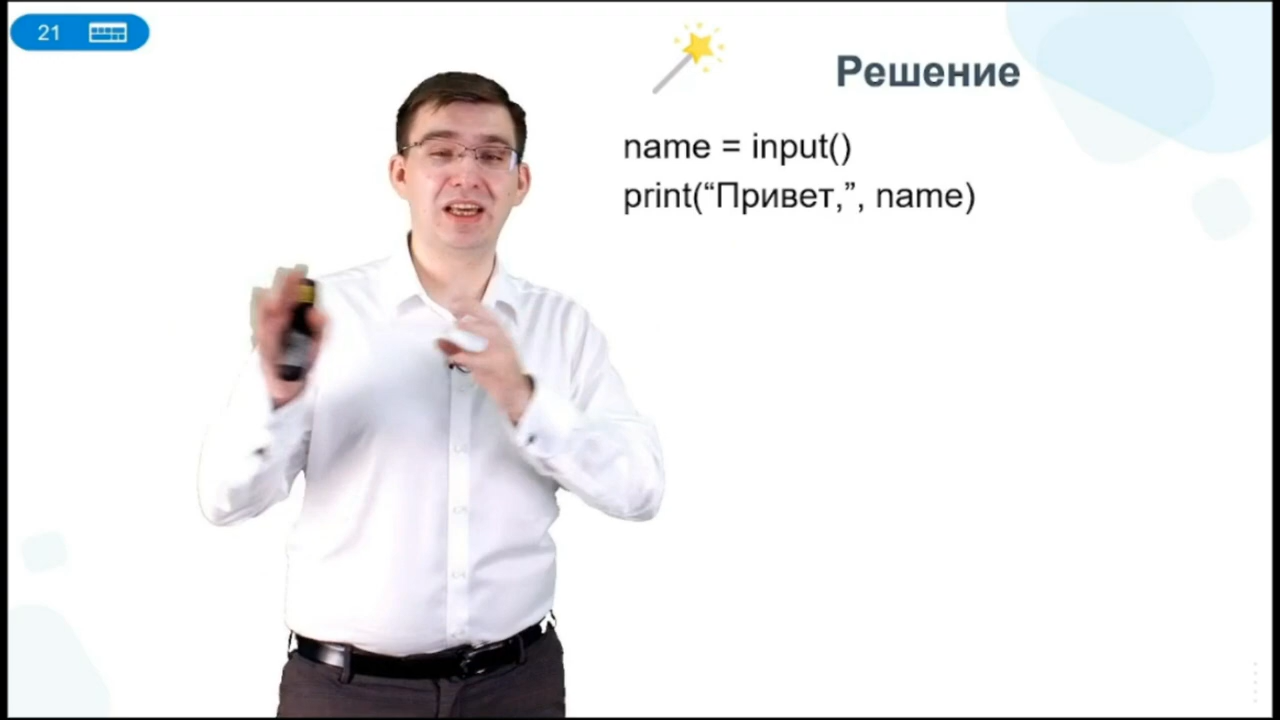 21
Решение
name = input()
print(“Привет,”, name)